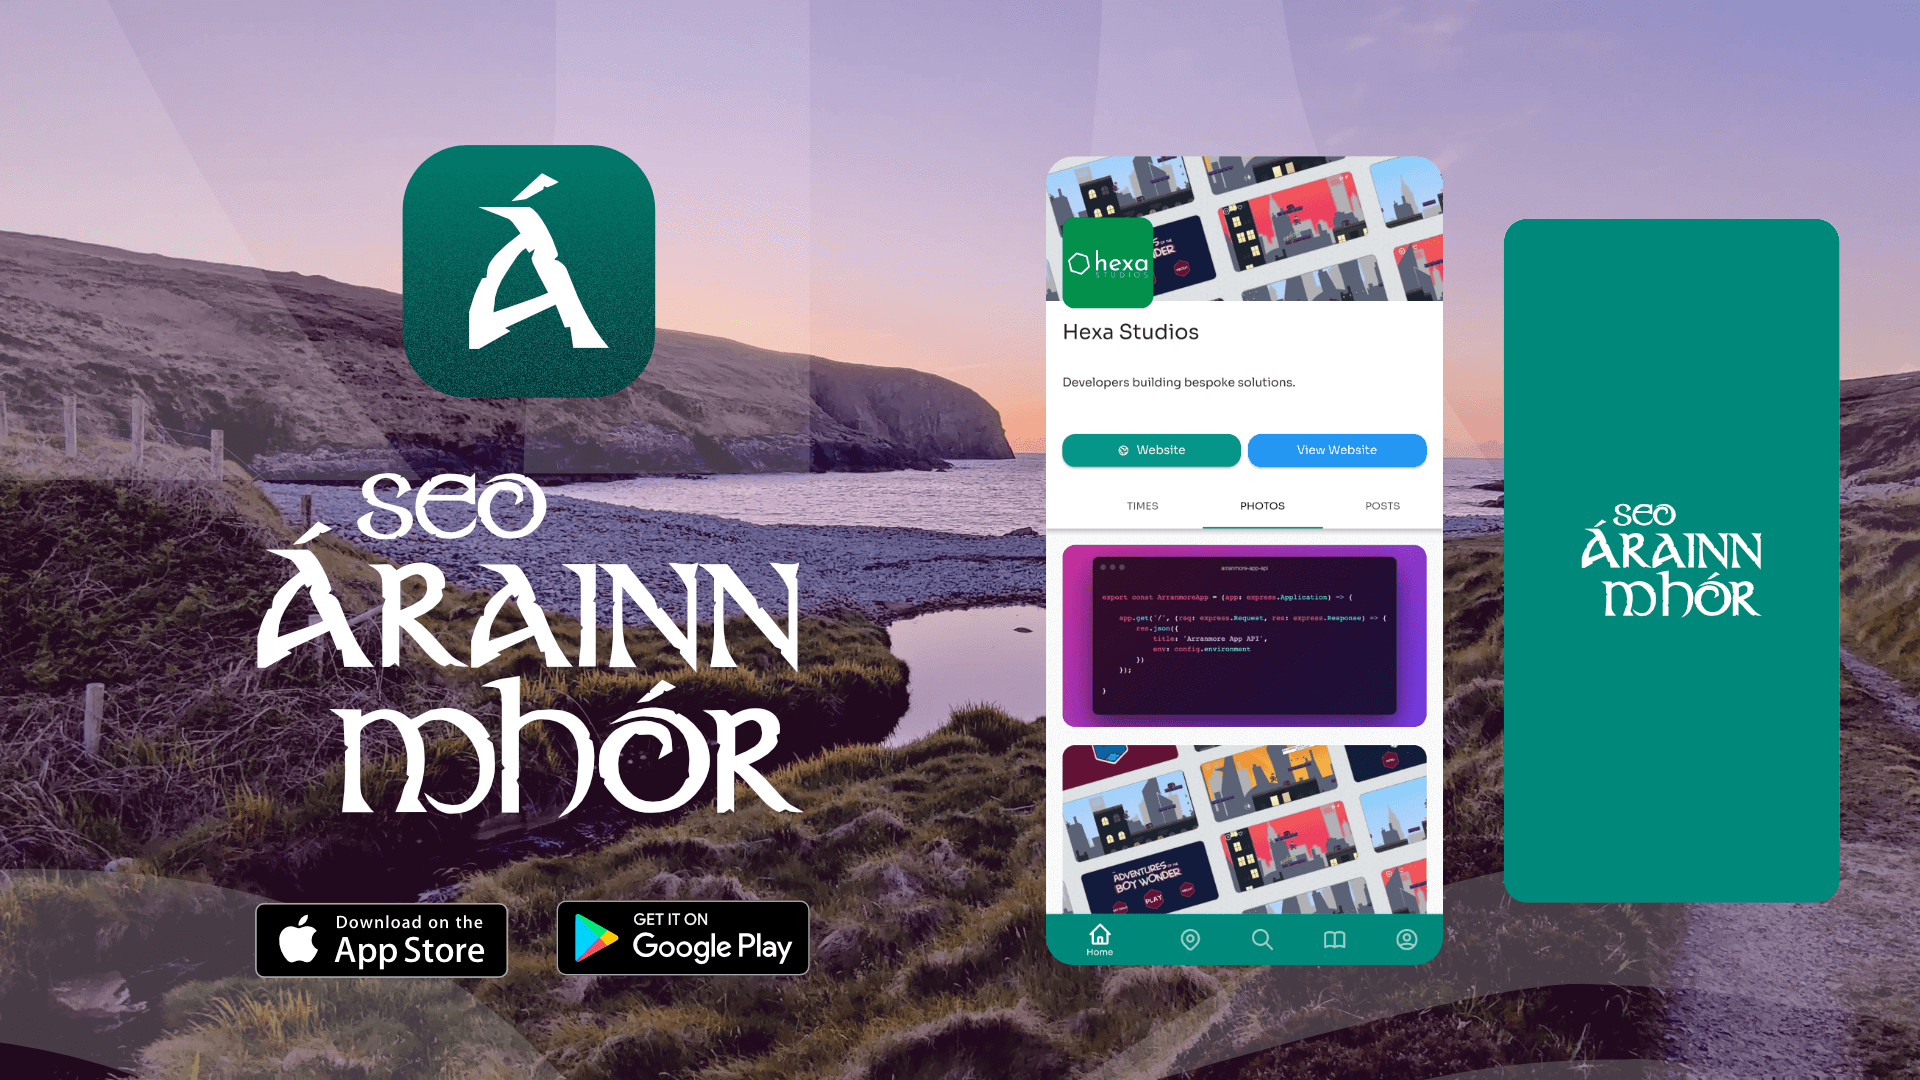 Á
SEO
ÁRAINN
MHÓR
Download on the
App Store
GET IT ON
Google Play
hexa
STUDIOS
Hexa Studios
Developers building bespoke solutions.
Website
View Website
TIMES
PHOTOS
POSTS
arranmore-app-api
export const ArranmoreApp = (app: express.Application) => {
app.get('/', (req: express.Request, res: express.Response) => {
res.json({
title: 'Arranmore App API',
env: config.environment
})
});
}
ADVENTURES OF THE
BOY WONDER
PLAY
Home
SEO
ÁRAINN
MHÓR